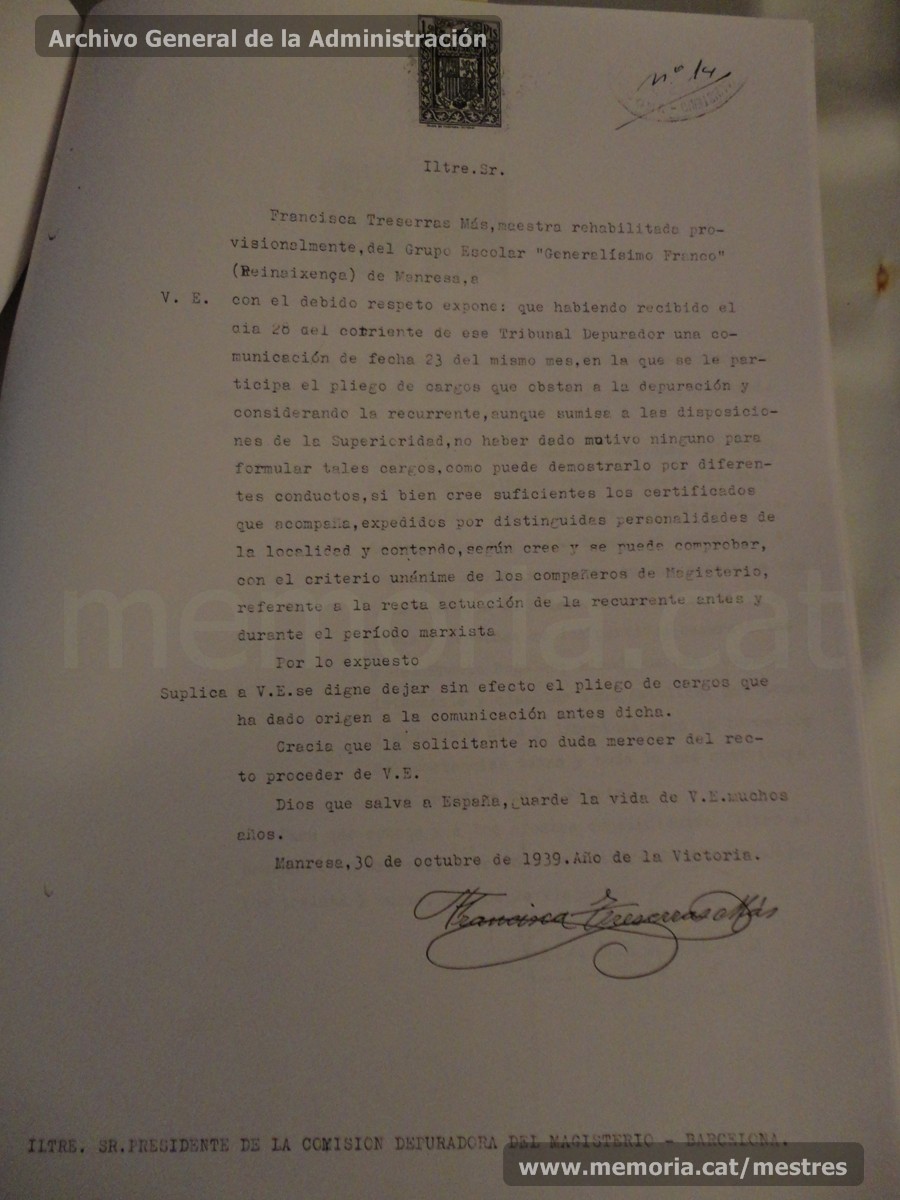 Archivo General de la Administración
Nº 14
Iltre.Sr.
Francisca Treserras Más,maestra rehabilitada pro-
visionalmente,del Grupo Escolar "Generalísimo Franco"
(Reinaixença) de Manresa,a
V. E. con el debido respeto expone: que habiendo recibido el
dia 28 del corriente de ese Tribunal Depurador una co-
municación de fecha 23 del mismo mes,en la que se le par-
ticipa el pliego de cargos que obstan a la depuración y
considerando la recurrente,aunque sumisa a las disposicio-
nes de la Superioridad,no haber dado motivo ninguno para
formular tales cargos,como puede demostrarlo por diferen-
tes conductos,si bien cree suficientes los certificados
que acompaña,expedidos por distinguidas personalidades de
la localidad y contando,según cree y se puede comprobar,
con el criterio unánime de los compañeros de Magisterio,
referente a la recta actuación de la recurrente antes y
durante el período marxista
Por lo expuesto
Suplica a V.E.se digne dejar sin efecto el pliego de cargos que
ha dado origen a la comunicación antes dicha.
Gracia que la solicitante no duda merecer del rec-
to proceder de V.E.
Dios que salva a España,guarde la vida de V.E.muchos
años.
Manresa,30 de octubre de 1939.Año de la Victoria.
Francisca Treserras Más
ILTRE. SR.PRESIDENTE DE LA COMISION DEPURADORA DEL MAGISTERIO - BARCELONA.
memoria.cat
www.memoria.cat/mestres